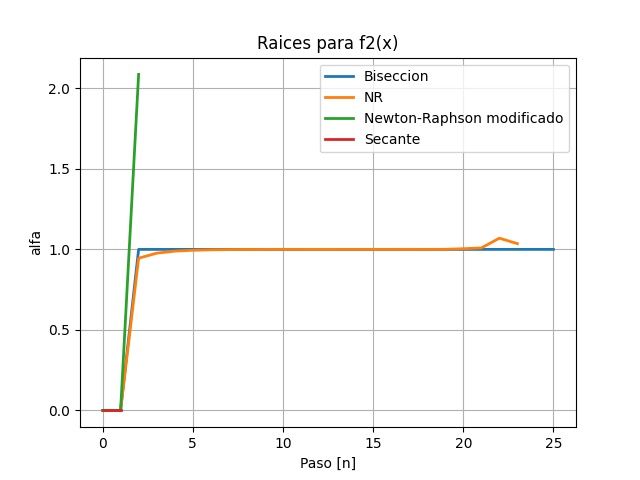 Raices para f2(x)
Biseccion
NR
Newton-Raphson modificado
Secante
alfa
2.0
1.5
1.0
0.5
0.0
0
5
10
15
20
25
Paso [n]